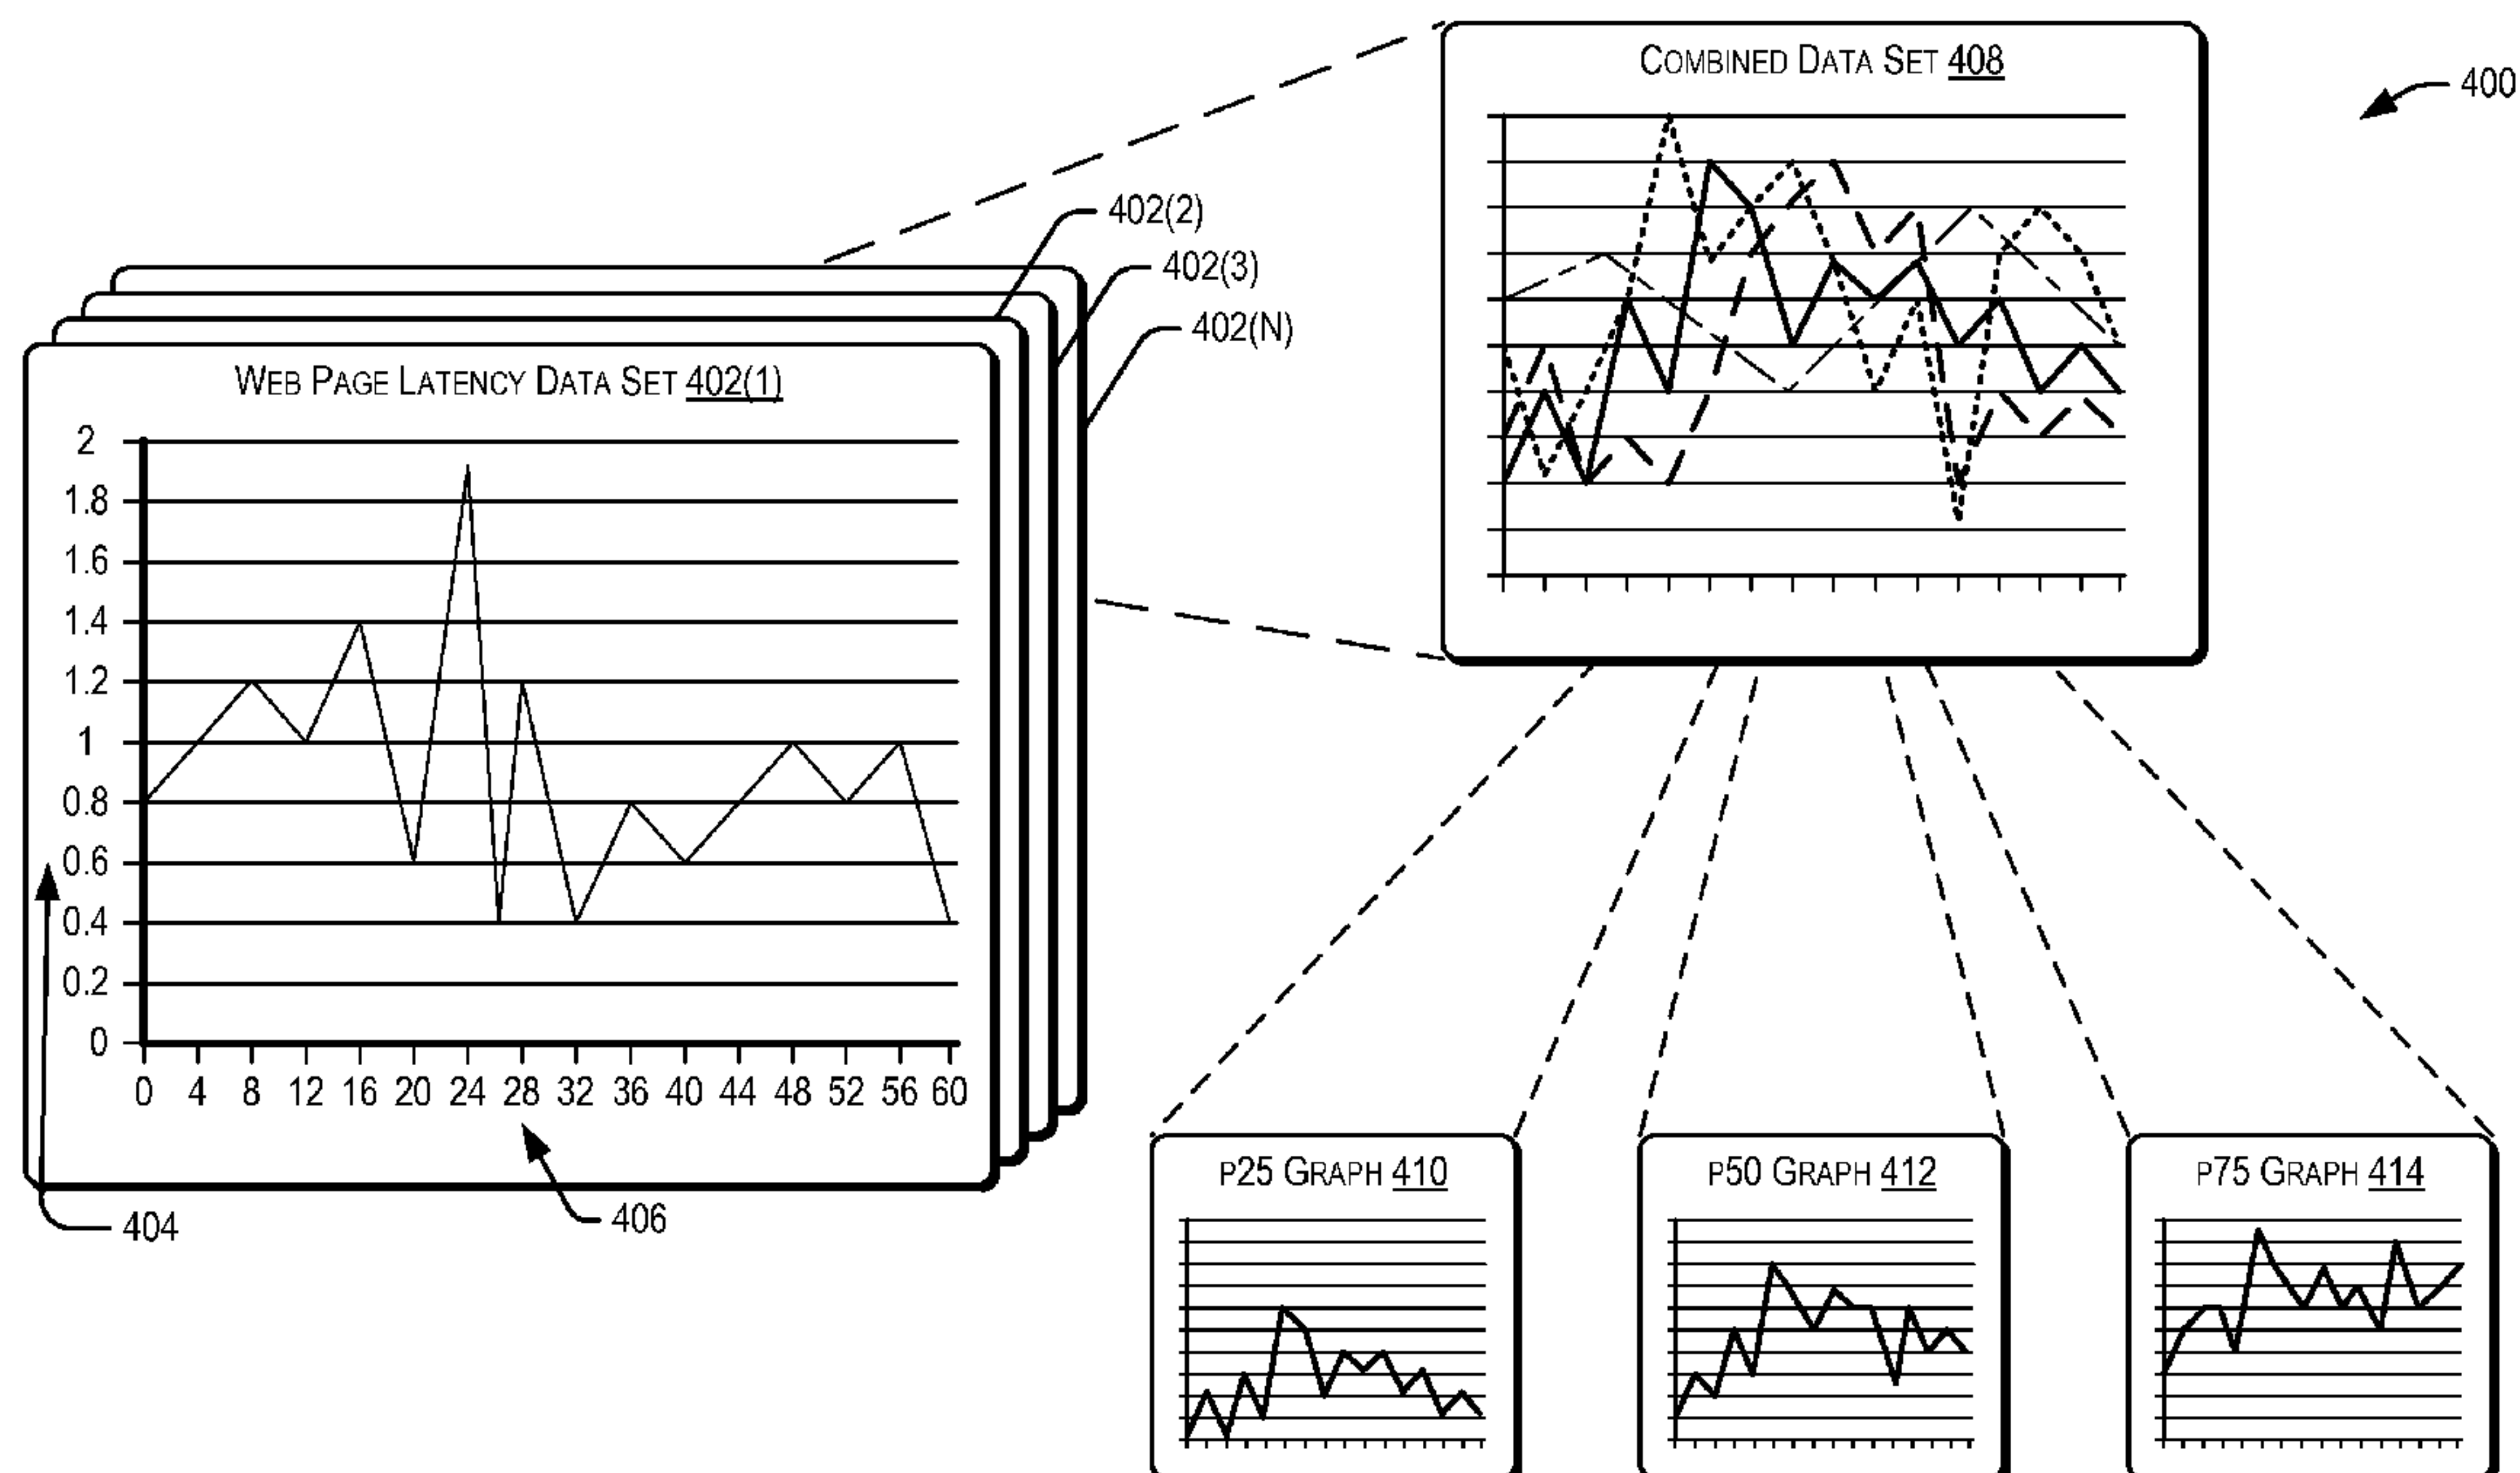 COMBINED DATA SET 408
400
402(2)
402(3)
402(N)
WEB PAGE LATENCY DATA SET 402(1)
2
1.8
1.6
1.4
1.2
1
0.8
0.6
0.4
0.2
0
0 4 8 12 16 20 24 28 32 36 40 44 48 52 56 60
404
406
P25 GRAPH 410
P50 GRAPH 412
P75 GRAPH 414